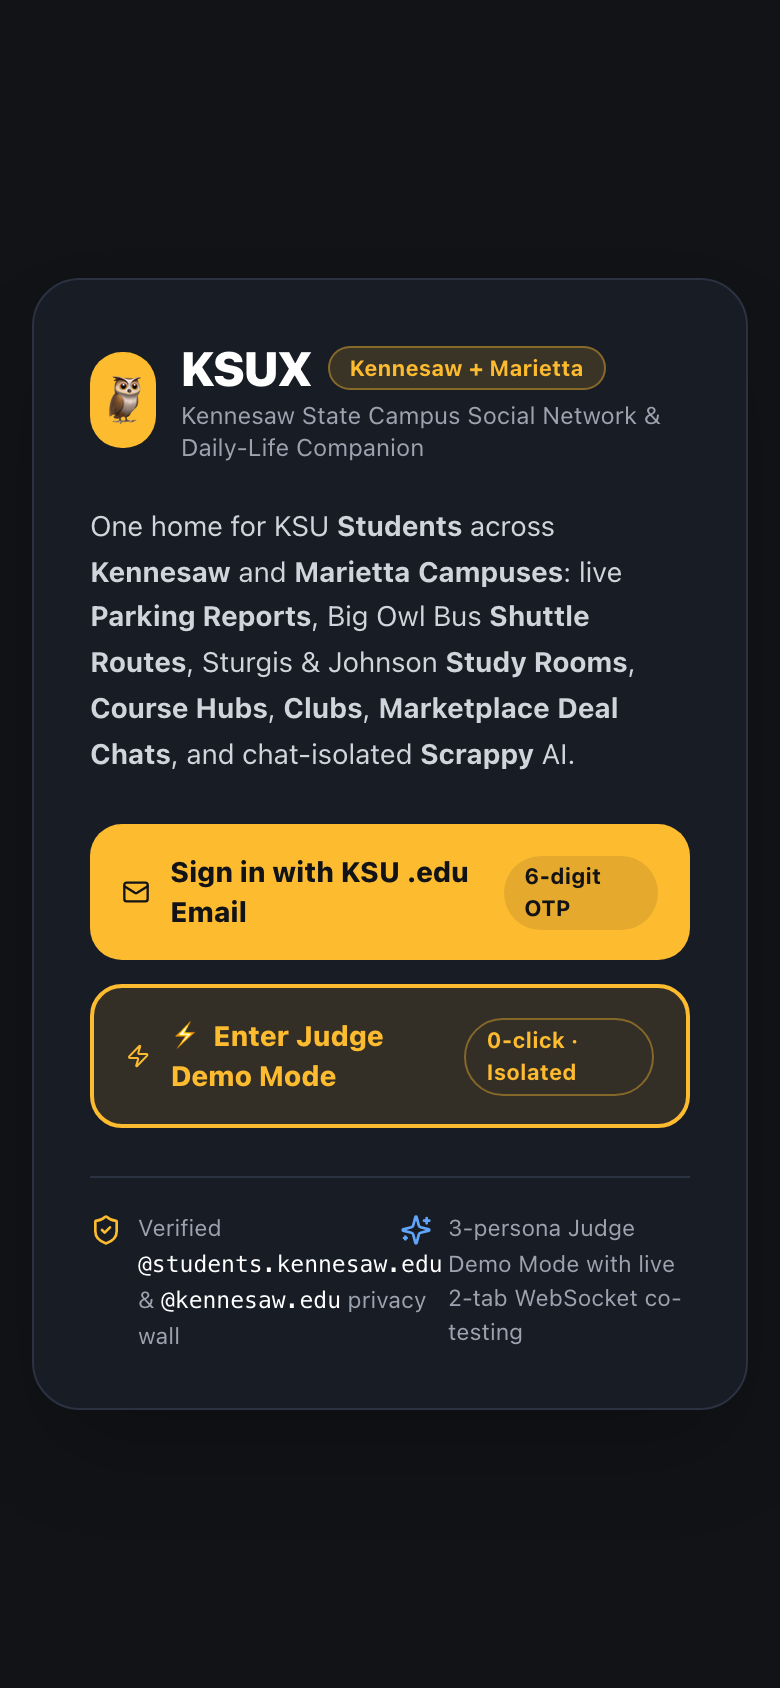 KSUX
Kennesaw + Marietta
Kennesaw State Campus Social Network &
Daily-Life Companion
One home for KSU Students across
Kennesaw and Marietta Campuses: live
Parking Reports, Big Owl Bus Shuttle
Routes, Sturgis & Johnson Study Rooms,
Course Hubs, Clubs, Marketplace Deal
Chats, and chat-isolated Scrappy AI.
Sign in with KSU .edu
Email
6-digit
OTP
⚡ Enter Judge
Demo Mode
0-click ·
Isolated
Verified
@students.kennesaw.edu
& @kennesaw.edu privacy
wall
3-persona Judge
Demo Mode with live
2-tab WebSocket co-
testing